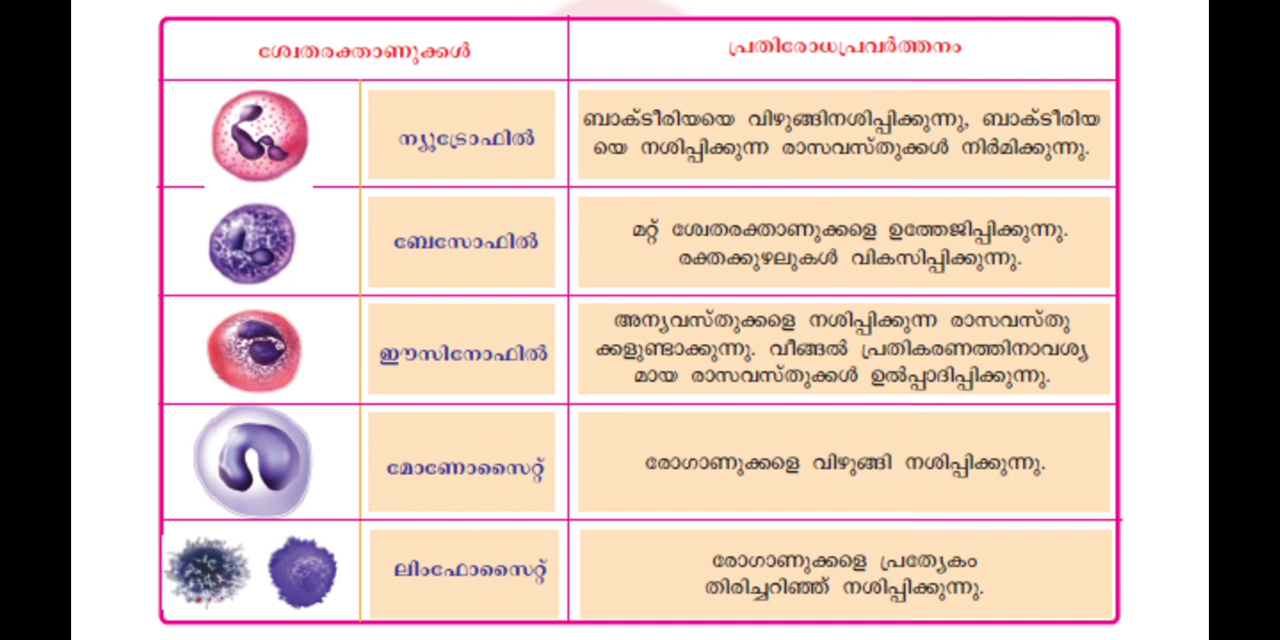 ശ്വേതരക്താണുക്കൾ
പ്രതിരോധപ്രവർത്തനം
ന്യൂട്രോഫിൽ
ബാക്ടീരിയയെ വിഴുങ്ങിനശിപ്പിക്കുന്നു, ബാക്ടീരിയ
യെ നശിപ്പിക്കുന്ന രാസവസ്തുക്കൾ നിർമിക്കുന്നു.
ബേസോഫിൽ
മറ്റ് ശ്വേതരക്താണുക്കളെ ഉത്തേജിപ്പിക്കുന്നു.
രക്തക്കുഴലുകൾ വികസിപ്പിക്കുന്നു.
ഈസിനോഫിൽ
അന്യവസ്തുക്കളെ നശിപ്പിക്കുന്ന രാസവസ്തു
ക്കളുണ്ടാക്കുന്നു. വീങ്ങൽ പ്രതികരണത്തിനാവശ്യ
മായ രാസവസ്തുക്കൾ ഉൽപ്പാദിപ്പിക്കുന്നു.
മോണോസൈറ്റ്
രോഗാണുക്കളെ വിഴുങ്ങി നശിപ്പിക്കുന്നു.
ലിംഫോസൈറ്റ്
രോഗാണുക്കളെ പ്രത്യേകം
തിരിച്ചറിഞ്ഞ് നശിപ്പിക്കുന്നു.